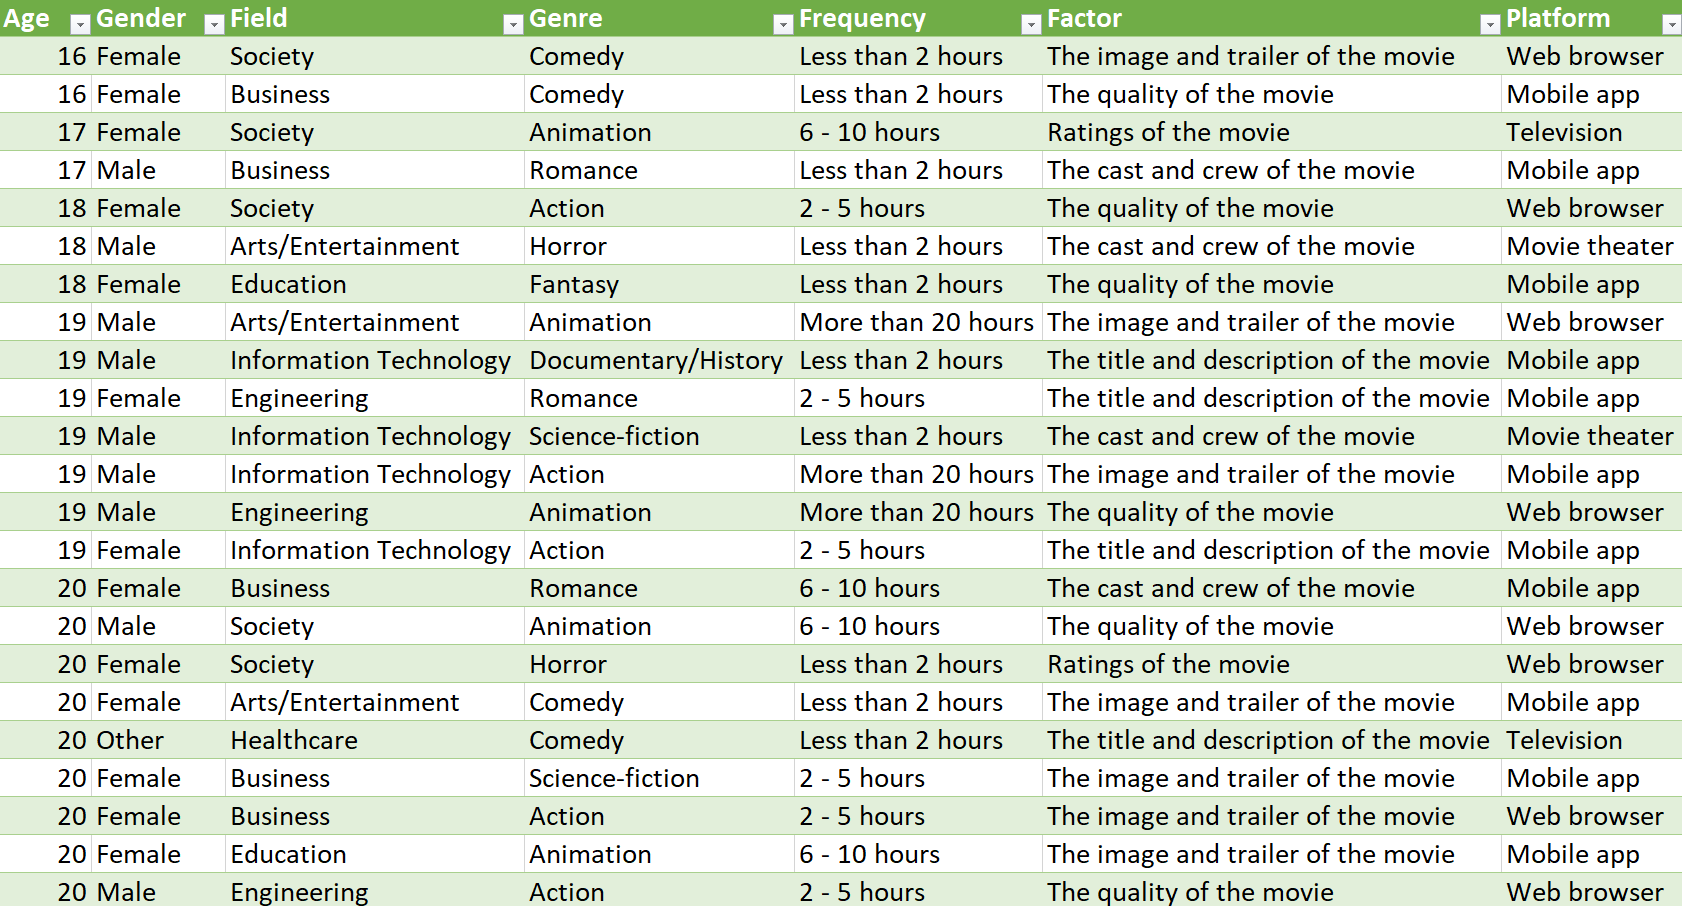 Age Gender Field Genre Frequency Factor Platform
16 Female Society Comedy Less than 2 hours The image and trailer of the movie Web browser
16 Female Business Comedy Less than 2 hours The quality of the movie Mobile app
17 Female Society Animation 6 - 10 hours Ratings of the movie Television
17 Male Business Romance Less than 2 hours The cast and crew of the movie Mobile app
18 Female Society Action 2 - 5 hours The quality of the movie Web browser
18 Male Arts/Entertainment Horror Less than 2 hours The cast and crew of the movie Movie theater
18 Female Education Fantasy Less than 2 hours The quality of the movie Mobile app
19 Male Arts/Entertainment Animation More than 20 hours The image and trailer of the movie Web browser
19 Male Information Technology Documentary/History Less than 2 hours The title and description of the movie Mobile app
19 Female Engineering Romance 2 - 5 hours The title and description of the movie Mobile app
19 Male Information Technology Science-fiction Less than 2 hours The cast and crew of the movie Movie theater
19 Male Information Technology Action More than 20 hours The image and trailer of the movie Mobile app
19 Male Engineering Animation More than 20 hours The quality of the movie Web browser
19 Female Information Technology Action 2 - 5 hours The title and description of the movie Mobile app
20 Female Business Romance 6 - 10 hours The cast and crew of the movie Mobile app
20 Male Society Animation 6 - 10 hours The quality of the movie Web browser
20 Female Society Horror Less than 2 hours Ratings of the movie Web browser
20 Female Arts/Entertainment Comedy Less than 2 hours The image and trailer of the movie Mobile app
20 Other Healthcare Comedy Less than 2 hours The title and description of the movie Television
20 Female Business Science-fiction 2 - 5 hours The image and trailer of the movie Mobile app
20 Female Business Action 2 - 5 hours The image and trailer of the movie Web browser
20 Female Education Animation 6 - 10 hours The image and trailer of the movie Mobile app
20 Male Engineering Action 2 - 5 hours The quality of the movie Web browser